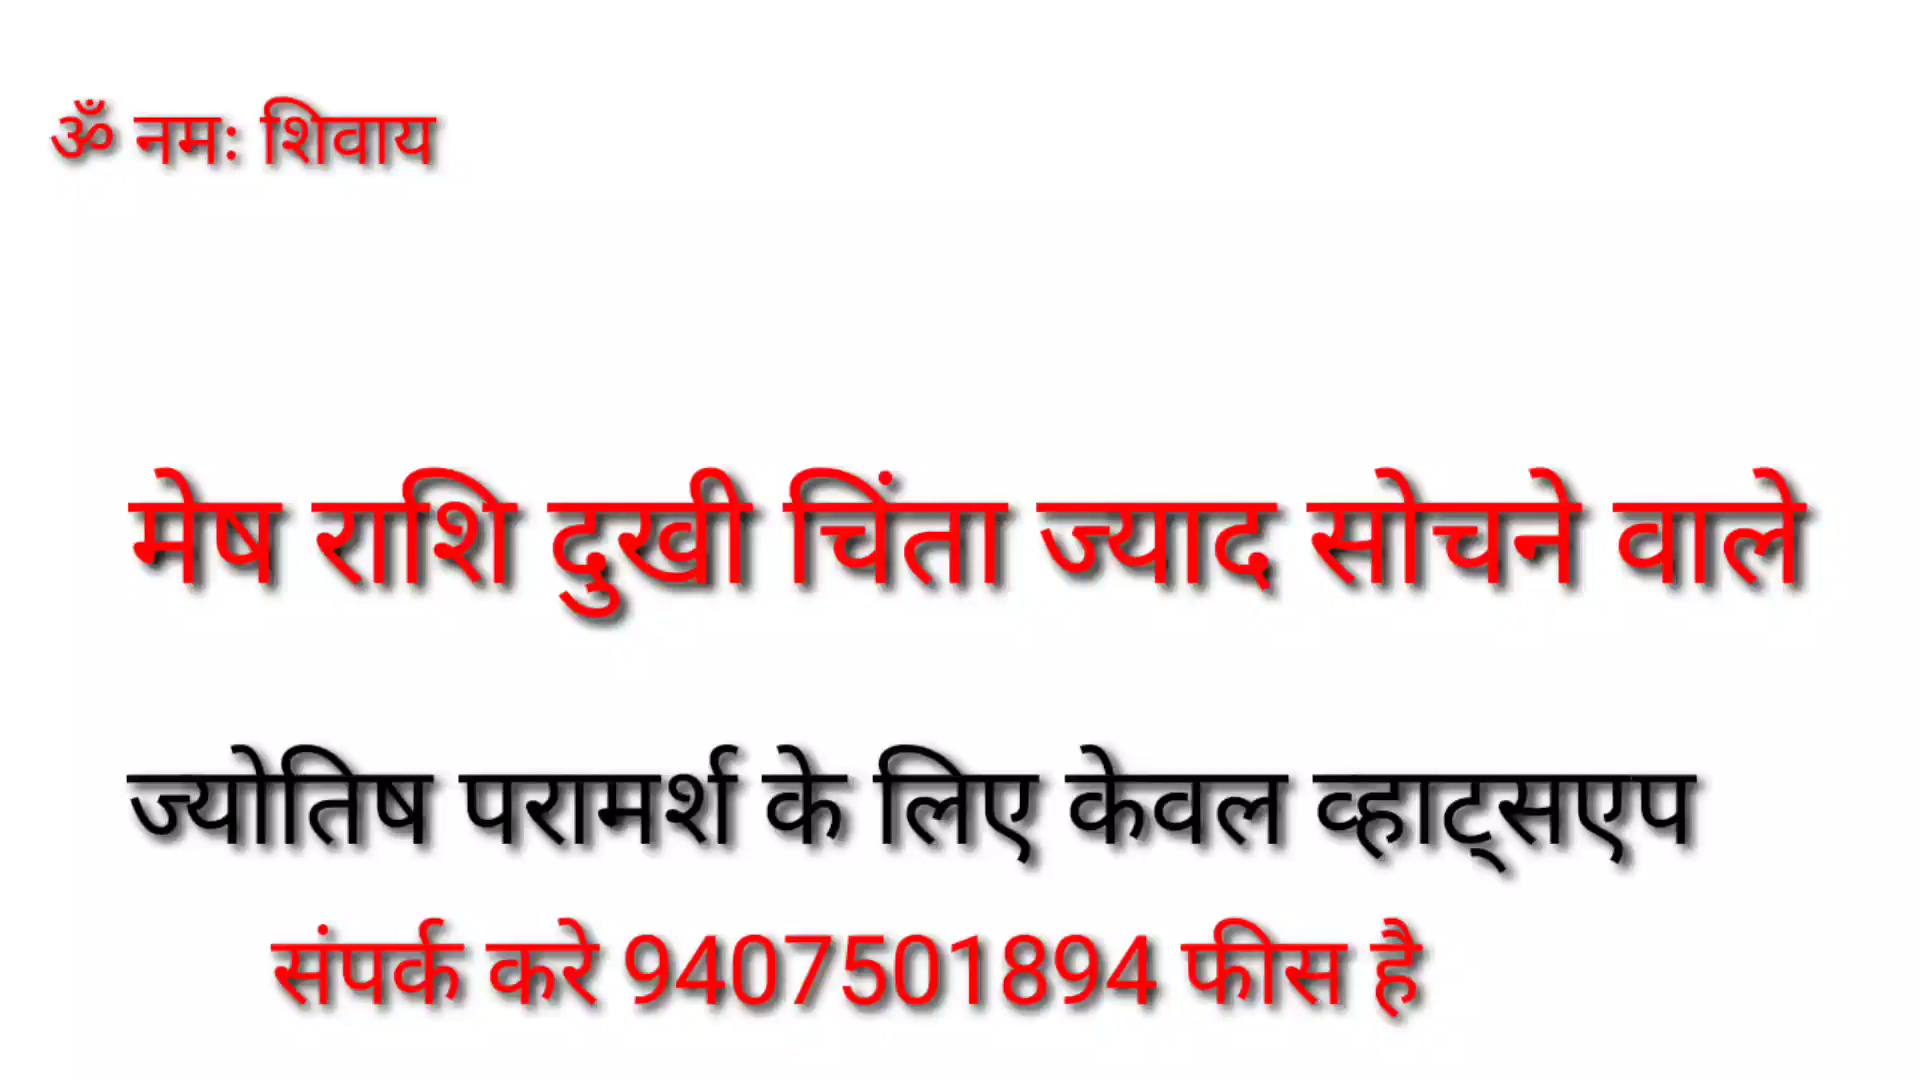 ॐ नमः शिवाय
मेष राशि दुखी चिंता ज्याद सोचने वाले
ज्योतिष परामर्श के लिए केवल व्हाट्सएप
संपर्क करे 9407501894 फीस है